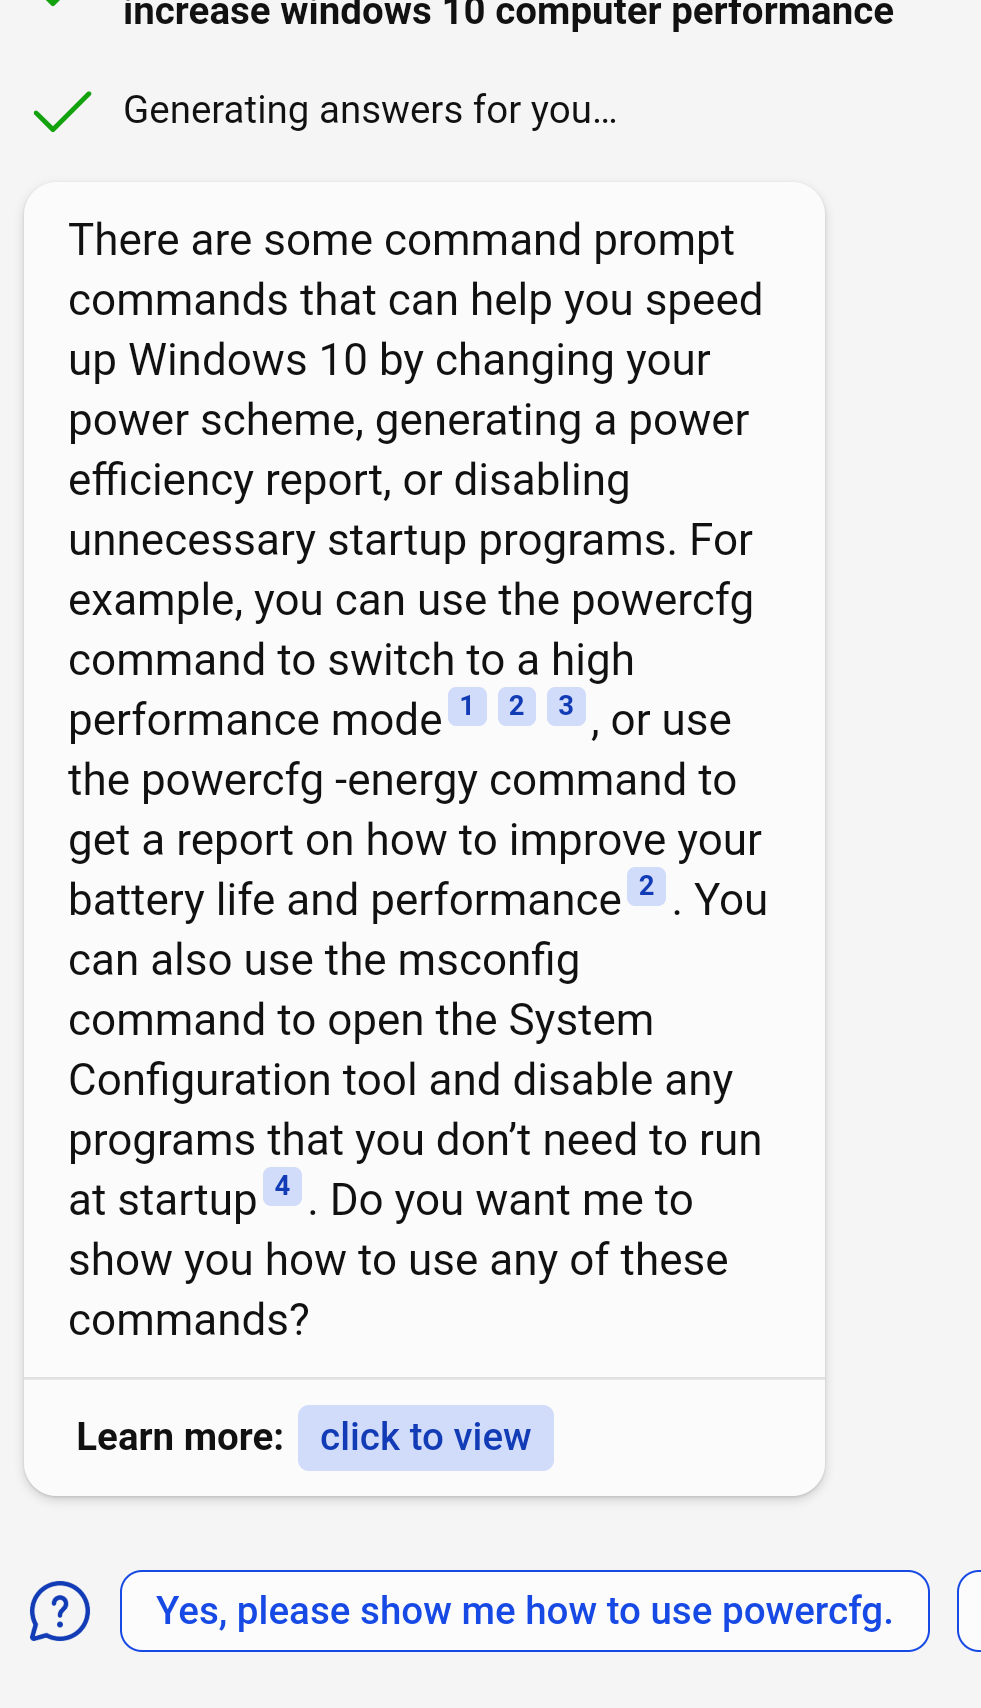 increase windows 10 computer performance
Generating answers for you...
There are some command prompt
commands that can help you speed
up Windows 10 by changing your
power scheme, generating a power
efficiency report, or disabling
unnecessary startup programs. For
example, you can use the powercfg
command to switch to a high
performance mode 1 2 3 , or use
the powercfg -energy command to
get a report on how to improve your
battery life and performance 2 . You
can also use the msconfig
command to open the System
Configuration tool and disable any
programs that you don’t need to run
at startup 4 . Do you want me to
show you how to use any of these
commands?
Learn more: click to view
Yes, please show me how to use powercfg.